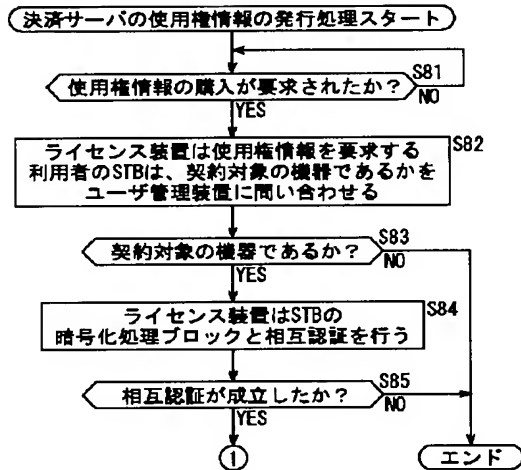 決済サーバの使用権情報の発行処理スタート
使用権情報の購入が要求されたか?
S81
NO
YES
S82
ライセンス装置は使用権情報を要求する
利用者のSTBは、契約対象の機器であるかを
ユーザ管理装置に問い合わせる
契約対象の機器であるか?
S83
NO
YES
S84
ライセンス装置はSTBの
暗号化処理ブロックと相互認証を行う
相互認証が成立したか?
S85
NO
YES
①
エンド